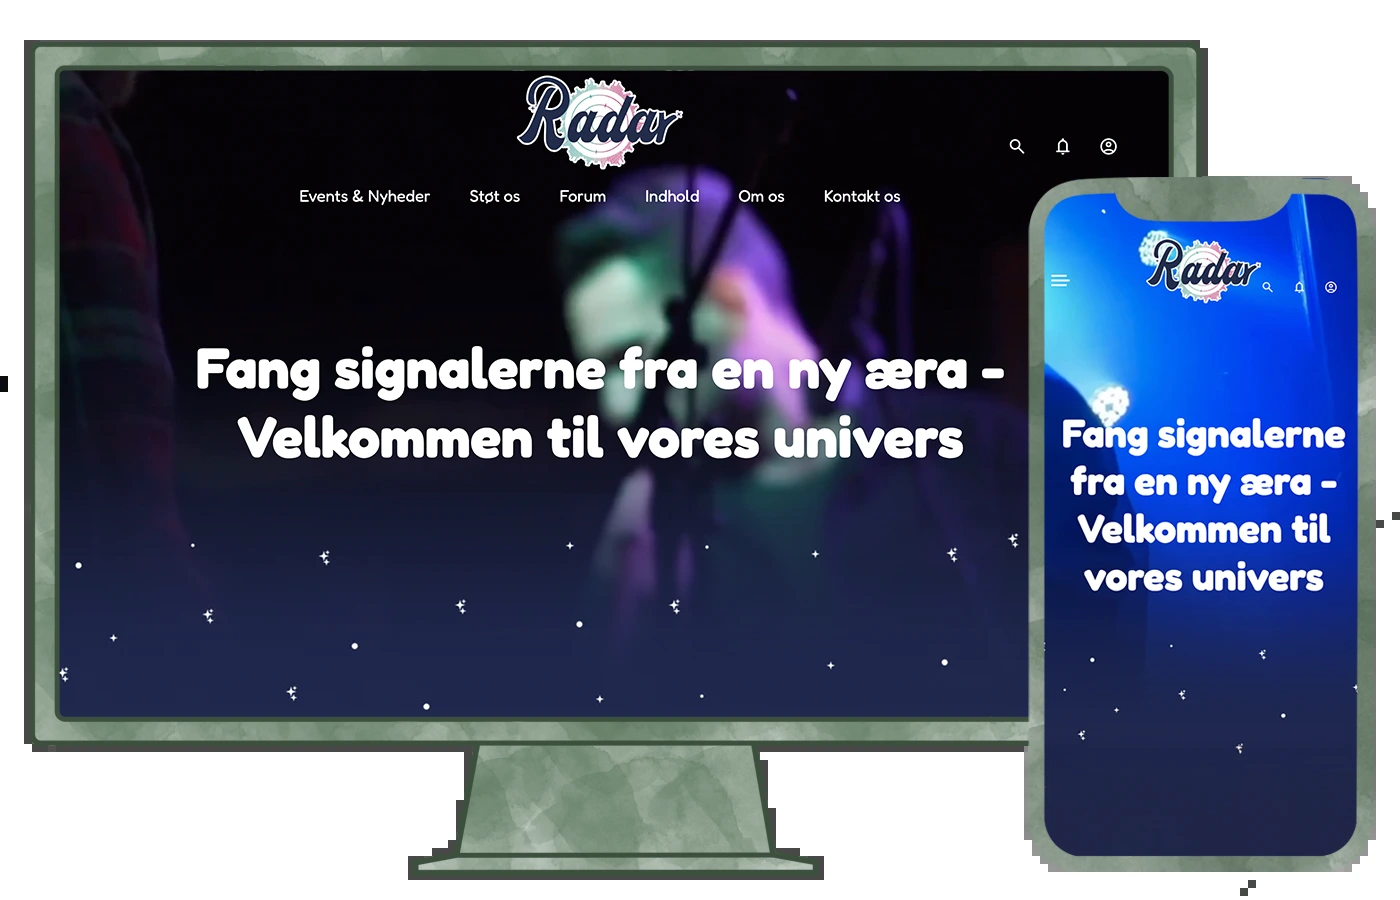 Radar
Events & Nyheder Støt os Forum Indhold Om os Kontakt os
Fang signalerne fra en ny æra -
Velkommen til vores univers
Radar
Fang signalerne
fra en ny æra -
Velkommen til
vores univers